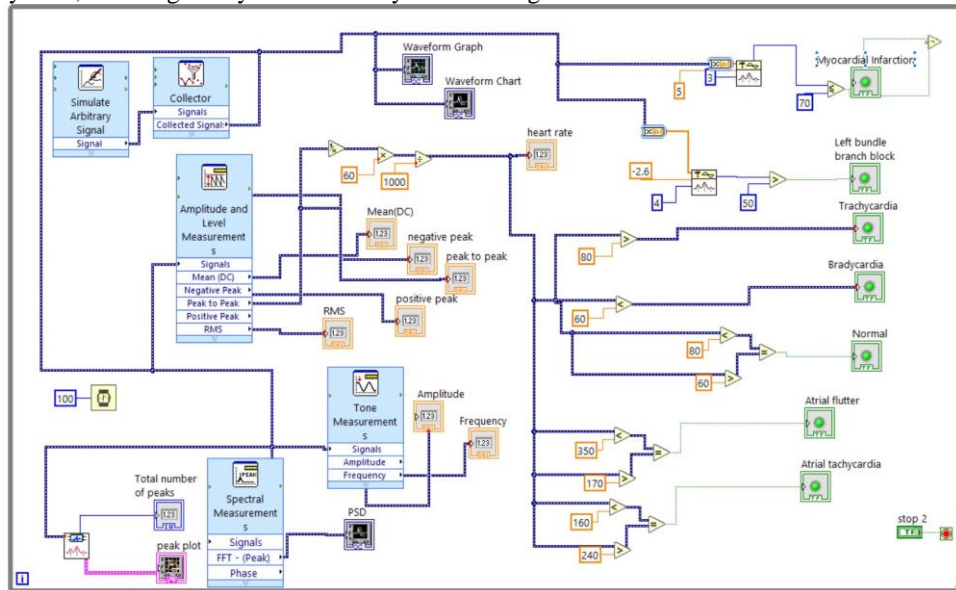 Waveform Graph
Waveform Chart
Simulate
Arbitrary
Signal
Signal
Collector
Signals
Collected Signal:
5
3
70
Myocardial Infarction
-2.6
4
50
Left bundle
branch block
60
1000
heart rate
Amplitude and
Level
Measurement
s
Signals
Mean (DC)
Negative Peak
Peak to Peak
Positive Peak
RMS
Mean(DC)
negative peak
peak to peak
positive peak
RMS
80
Trachycardia
60
Bradycardia
80
60
Normal
100
Tone
Measurement
s
Signals
Amplitude
Frequency
Amplitude
Frequency
350
170
Atrial flutter
160
240
Atrial tachycardia
Total number
of peaks
peak plot
PEAK
Spectral
Measurement
s
Signals
FFT - (Peak)
Phase
PSD
stop 2
TF
i